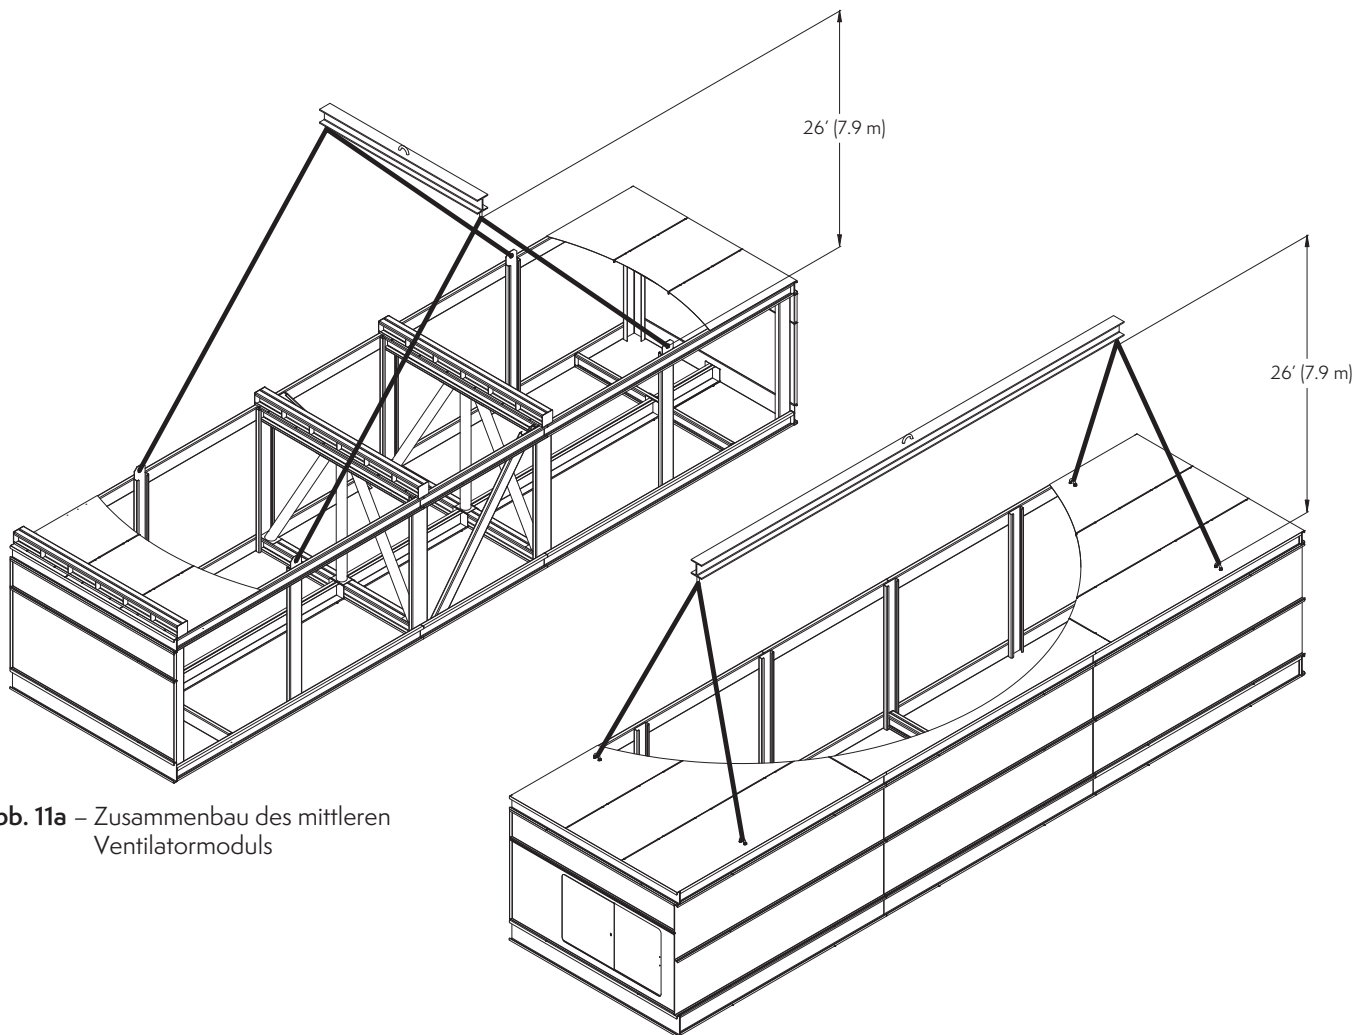 26' (7.9 m)
26' (7.9 m)
bb. 11a – Zusammenbau des mittleren
Ventilatormoduls